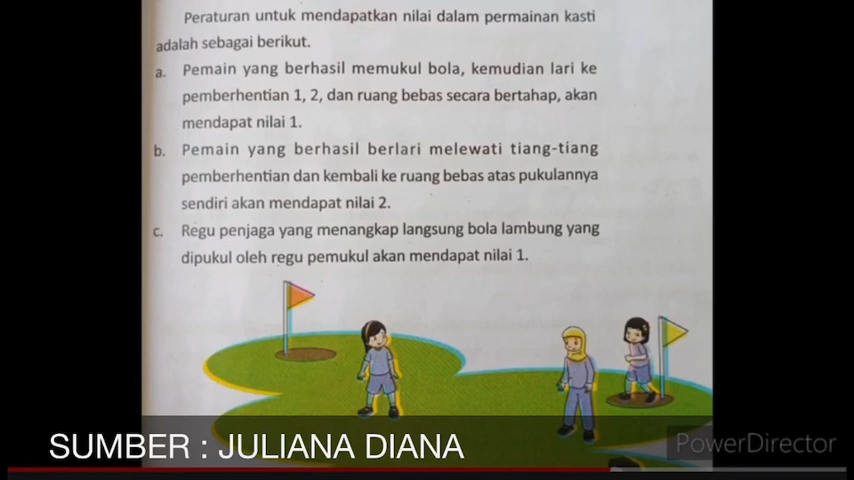 Peraturan untuk mendapatkan nilai dalam permainan kasti
adalah sebagai berikut.
a. Pemain yang berhasil memukul bola, kemudian lari ke
pemberhentian 1, 2, dan ruang bebas secara bertahap, akan
mendapat nilai 1.
b. Pemain yang berhasil berlari melewati tiang-tiang
pemberhentian dan kembali ke ruang bebas atas pukulannya
sendiri akan mendapat nilai 2.
c. Regu penjaga yang menangkap langsung bola lambung yang
dipukul oleh regu pemukul akan mendapat nilai 1.
SUMBER : JULIANA DIANA
PowerDirector